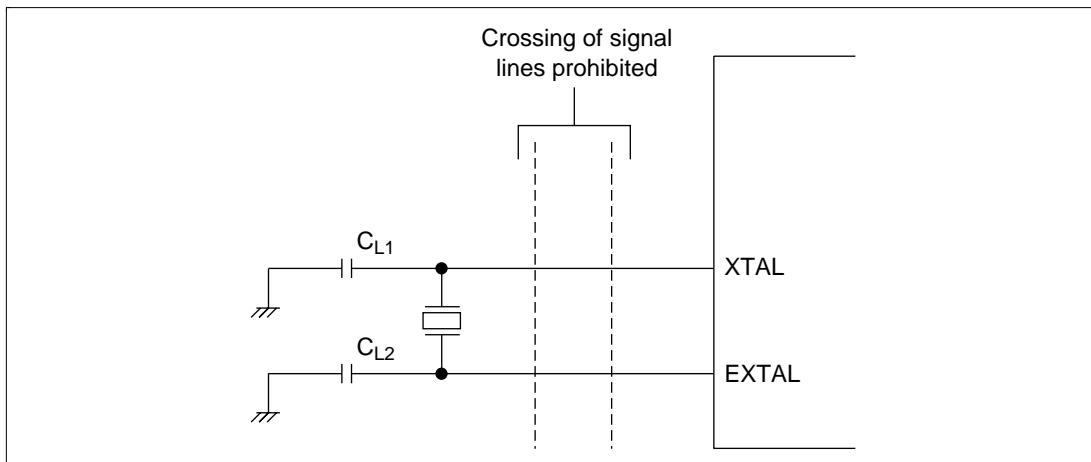 Crossing of signal
lines prohibited
CL1
XTAL
CL2
EXTAL